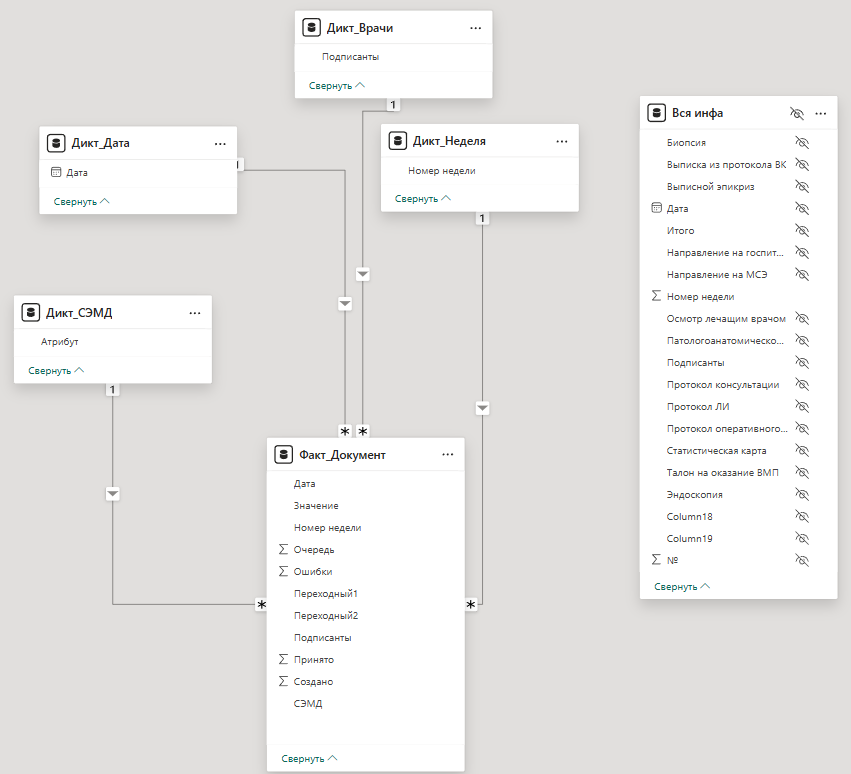 Дикт_Врачи
Подписанты
Свернуть
1
Дикт_Дата
Дата
Свернуть
1
Дикт_Неделя
Номер недели
Свернуть
1
Дикт_СЭМД
Атрибут
Свернуть
1
Факт_Документ
Дата
Значение
Номер недели
Очередь
Ошибки
Переходный1
Переходный2
Подписанты
Принято
Создано
СЭМД
Свернуть
*
*
*
*
Вся инфа
Биопсия
Выписка из протокола ВК
Выписной эпикриз
Дата
Итого
Направление на госпит...
Направление на МСЭ
Номер недели
Осмотр лечащим врачом
Патологоанатомическо...
Подписанты
Протокол консультации
Протокол ЛИ
Протокол оперативного...
Статистическая карта
Талон на оказание ВМП
Эндоскопия
Column18
Column19
№
Свернуть